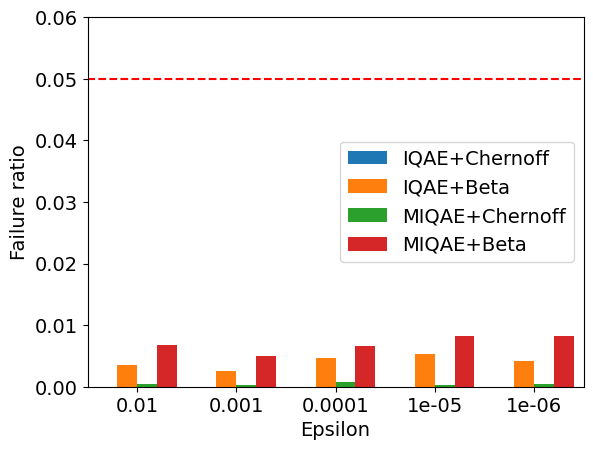 0.06
0.05
0.04
0.03
0.02
0.01
0.00
Failure ratio
IQAE+Chernoff
IQAE+Beta
MIQAE+Chernoff
MIQAE+Beta
0.01 0.001 0.0001 1e-05 1e-06
Epsilon